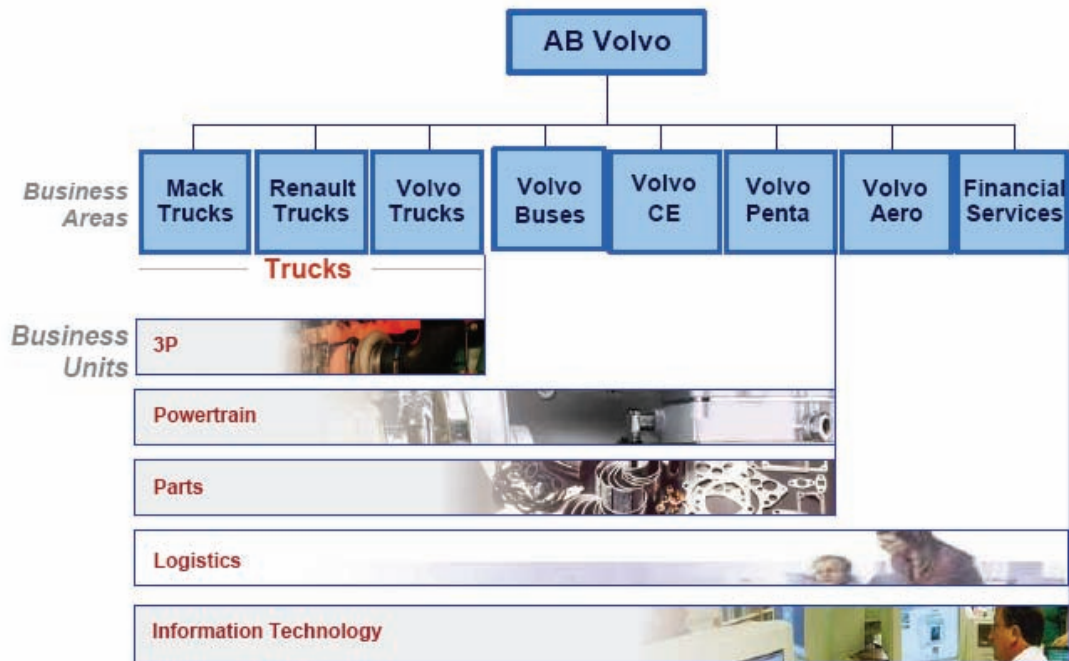 AB Volvo
Business
Areas
Mack
Trucks
Renault
Trucks
Volvo
Trucks
Volvo
Buses
Volvo
CE
Volvo
Penta
Volvo
Aero
Financial
Services
Trucks
Business
Units
3P
Powertrain
Parts
Logistics
Information Technology